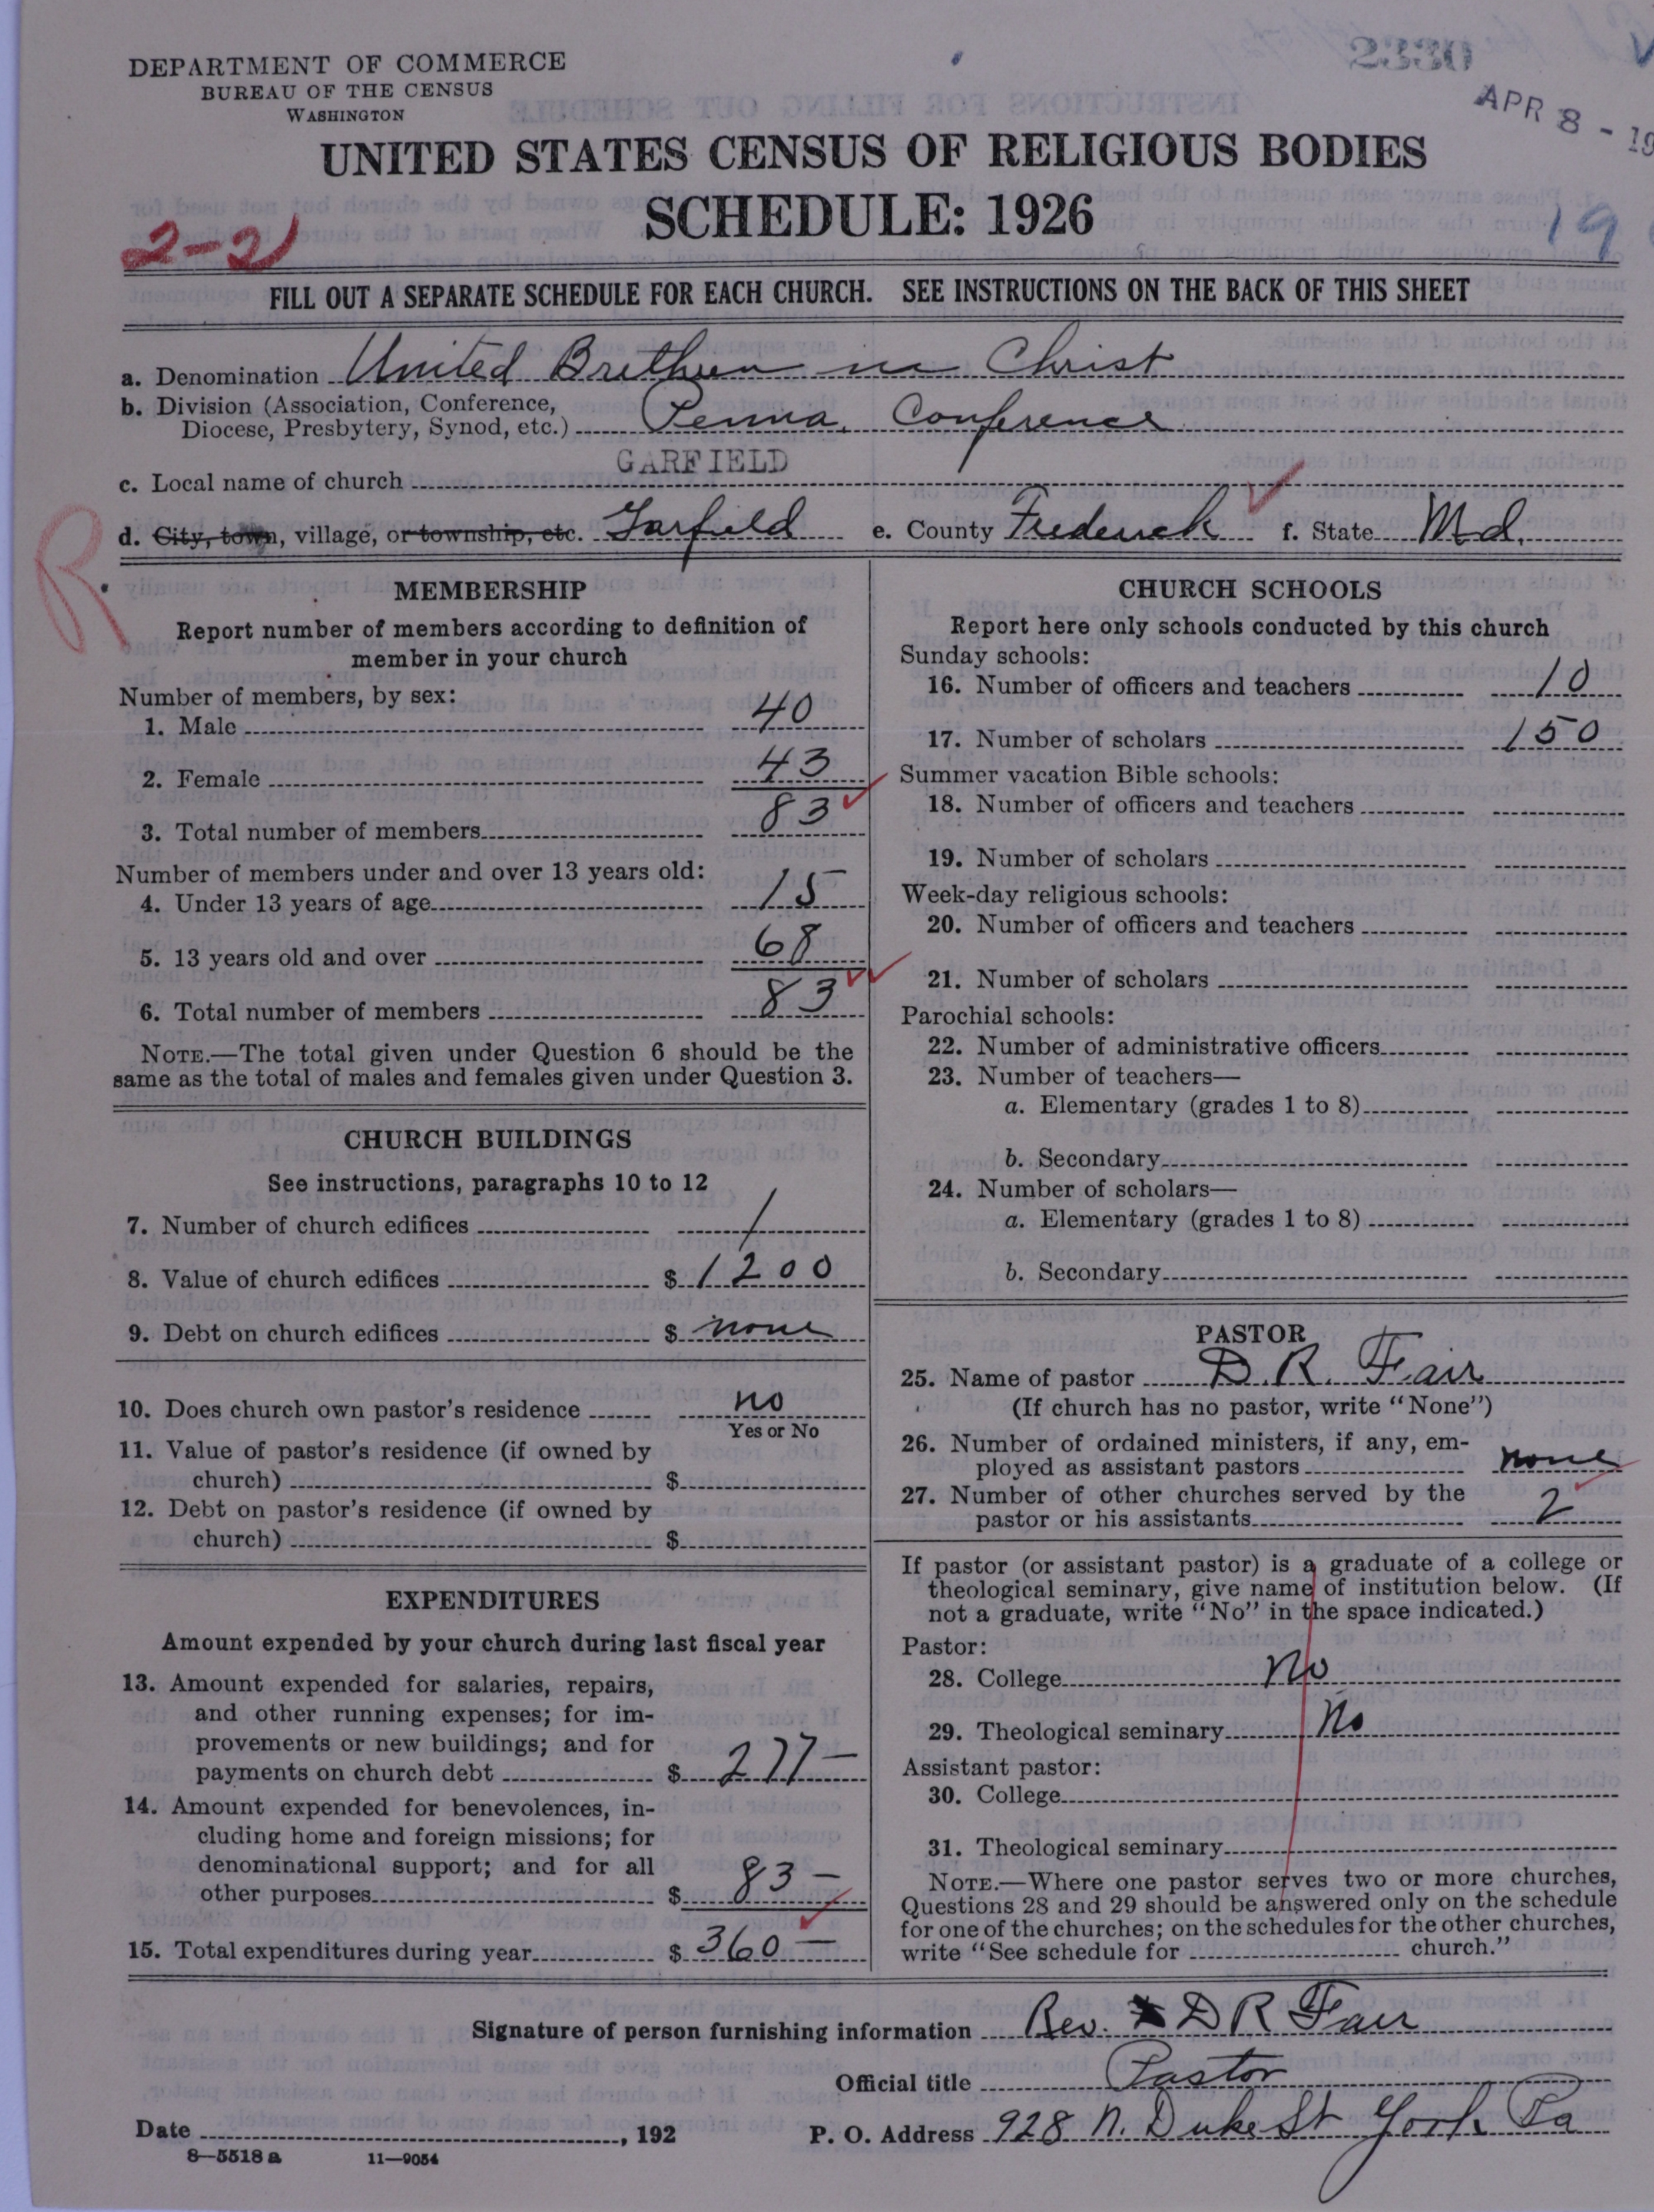 2330
APR 8 - 19
DEPARTMENT OF COMMERCE
BUREAU OF THE CENSUS
WASHINGTON
UNITED STATES CENSUS OF RELIGIOUS BODIES
SCHEDULE: 1926
19
2-21
FILL OUT A SEPARATE SCHEDULE FOR EACH CHURCH. SEE INSTRUCTIONS ON THE BACK OF THIS SHEET
a. Denomination United Brethren in Christ
b. Division (Association, Conference,
Diocese, Presbytery, Synod, etc.) Penna. Conference
GARFIELD
c. Local name of church
R
d. City, town, village, or township, etc. Garfield e. County Frederick f. State Md.
MEMBERSHIP
Report number of members according to definition of
member in your church
Number of members, by sex:
1. Male 40
2. Female 43
3. Total number of members 83
Number of members under and over 13 years old:
4. Under 13 years of age 15
5. 13 years old and over 68
6. Total number of members 83
NOTE.—The total given under Question 6 should be the
same as the total of males and females given under Question 3.
CHURCH BUILDINGS
See instructions, paragraphs 10 to 12
7. Number of church edifices 1
8. Value of church edifices $ 1200
9. Debt on church edifices $ none
10. Does church own pastor's residence no
Yes or No
11. Value of pastor's residence (if owned by
church) $
12. Debt on pastor's residence (if owned by
church) $
EXPENDITURES
Amount expended by your church during last fiscal year
13. Amount expended for salaries, repairs,
and other running expenses; for im-
provements or new buildings; and for
payments on church debt $ 277—
14. Amount expended for benevolences, in-
cluding home and foreign missions; for
denominational support; and for all
other purposes $ 83—
15. Total expenditures during year $ 360—
CHURCH SCHOOLS
Report here only schools conducted by this church
Sunday schools:
16. Number of officers and teachers 10
17. Number of scholars 150
Summer vacation Bible schools:
18. Number of officers and teachers
19. Number of scholars
Week-day religious schools:
20. Number of officers and teachers
21. Number of scholars
Parochial schools:
22. Number of administrative officers
23. Number of teachers—
a. Elementary (grades 1 to 8)
b. Secondary
24. Number of scholars—
a. Elementary (grades 1 to 8)
b. Secondary
PASTOR
25. Name of pastor D. R. Fair
(If church has no pastor, write "None")
26. Number of ordained ministers, if any, em-
ployed as assistant pastors none
27. Number of other churches served by the
pastor or his assistants 2
If pastor (or assistant pastor) is a graduate of a college or
theological seminary, give name of institution below. (If
not a graduate, write "No" in the space indicated.)
Pastor:
28. College No
29. Theological seminary No
Assistant pastor:
30. College
31. Theological seminary
NOTE.—Where one pastor serves two or more churches,
Questions 28 and 29 should be answered only on the schedule
for one of the churches; on the schedules for the other churches,
write "See schedule for church."
Signature of person furnishing information Rev. D R Fair
Official title Pastor
Date , 192 P. O. Address 928 N. Duke St York Pa
8—5518 a 11—9054